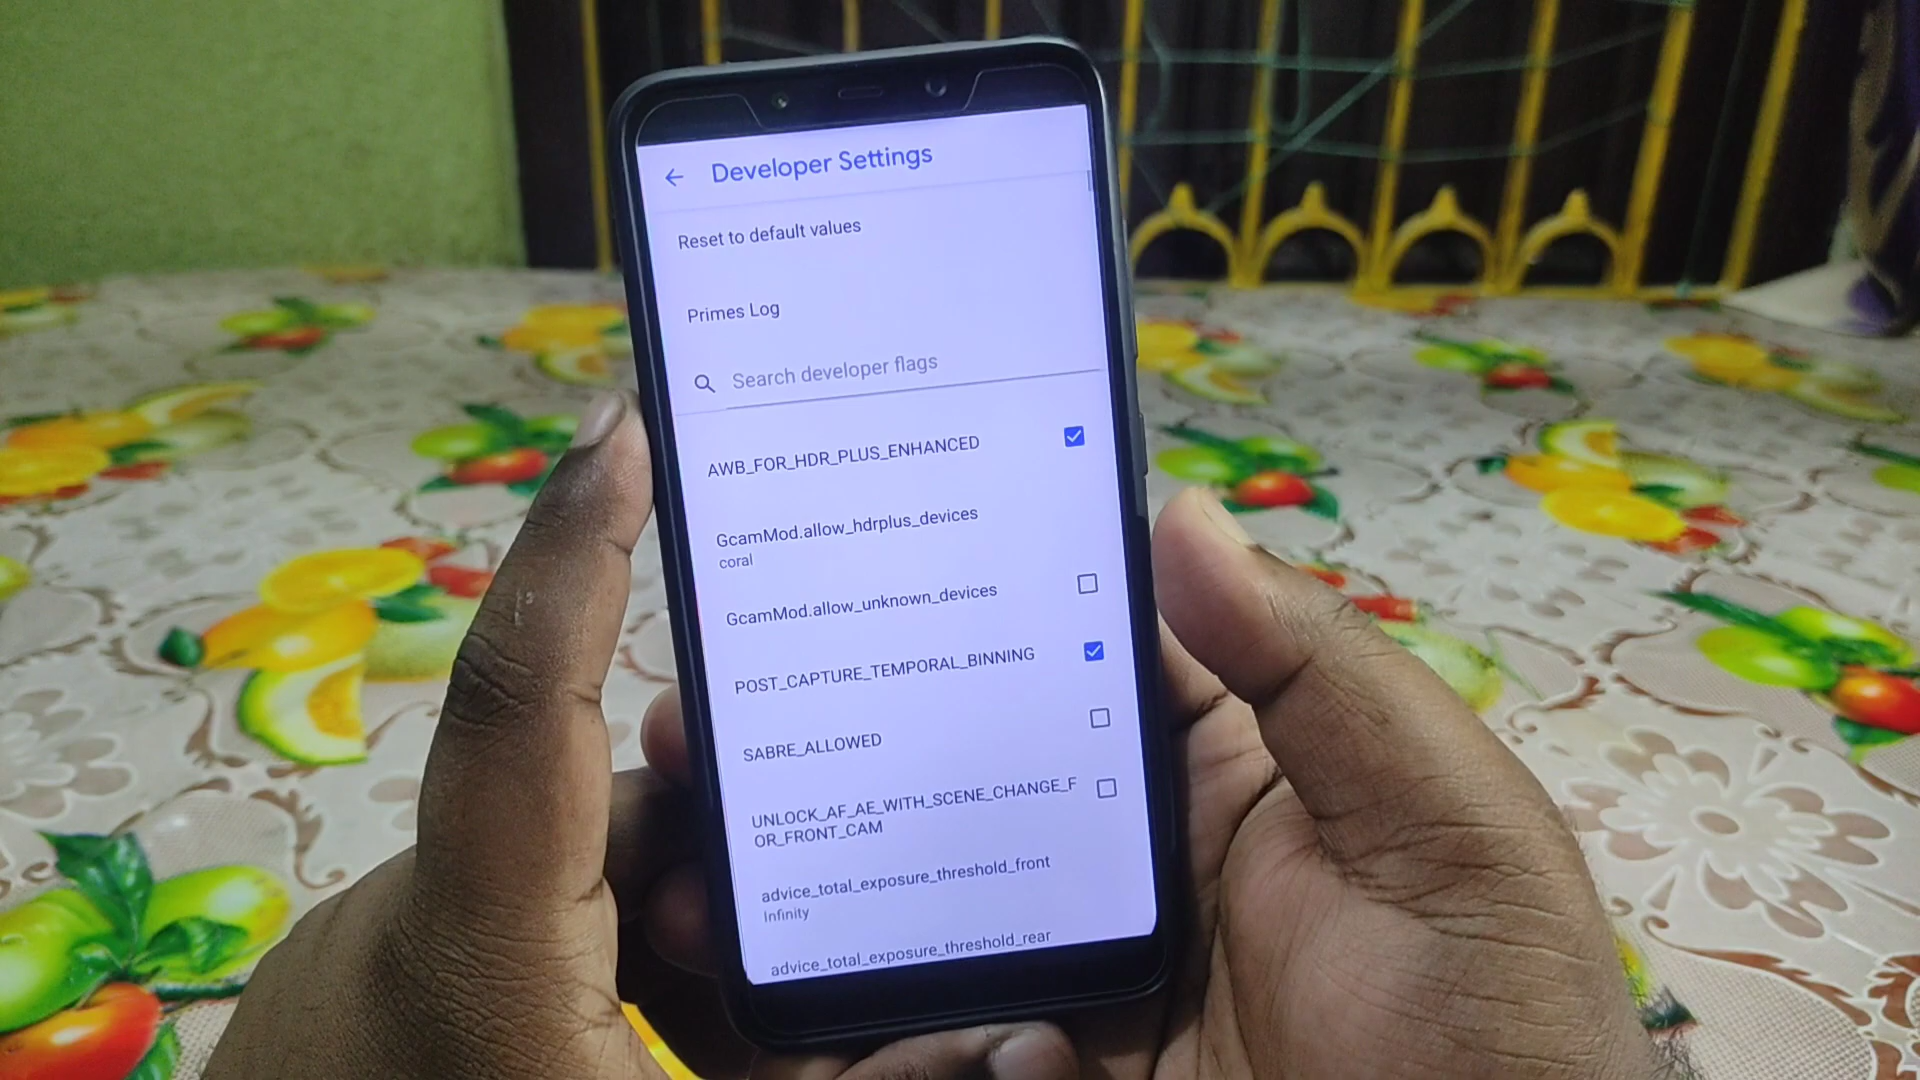 Developer Settings
Reset to default values
Primes Log
Search developer flags
AWB_FOR_HDR_PLUS_ENHANCED
GcamMod.allow_hdrplus_devices
coral
GcamMod.allow_unknown_devices
POST_CAPTURE_TEMPORAL_BINNING
SABRE_ALLOWED
UNLOCK_AF_AE_WITH_SCENE_CHANGE_F
OR_FRONT_CAM
advice_total_exposure_threshold_front
Infinity
advice_total_exposure_threshold_rear